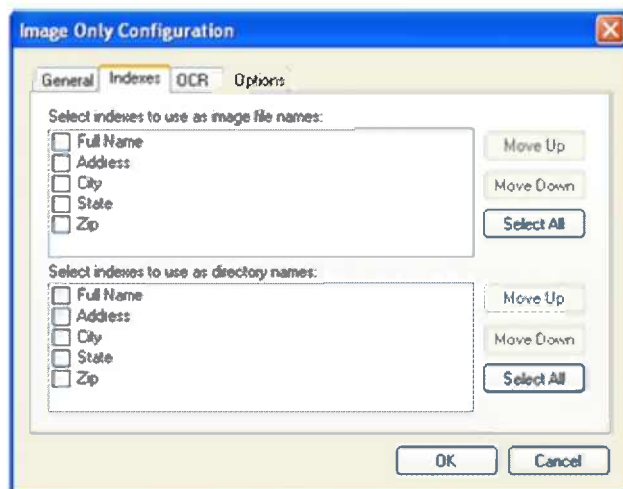 Image Only Configuration
General Indexes OCR Options
Select indexes to use as image file names:
Full Name
Address
City
State
Zip
Move Up
Move Down
Select All
Select indexes to use as directory names:
Full Name
Address
City
State
Zip
Move Up
Move Down
Select All
OK Cancel